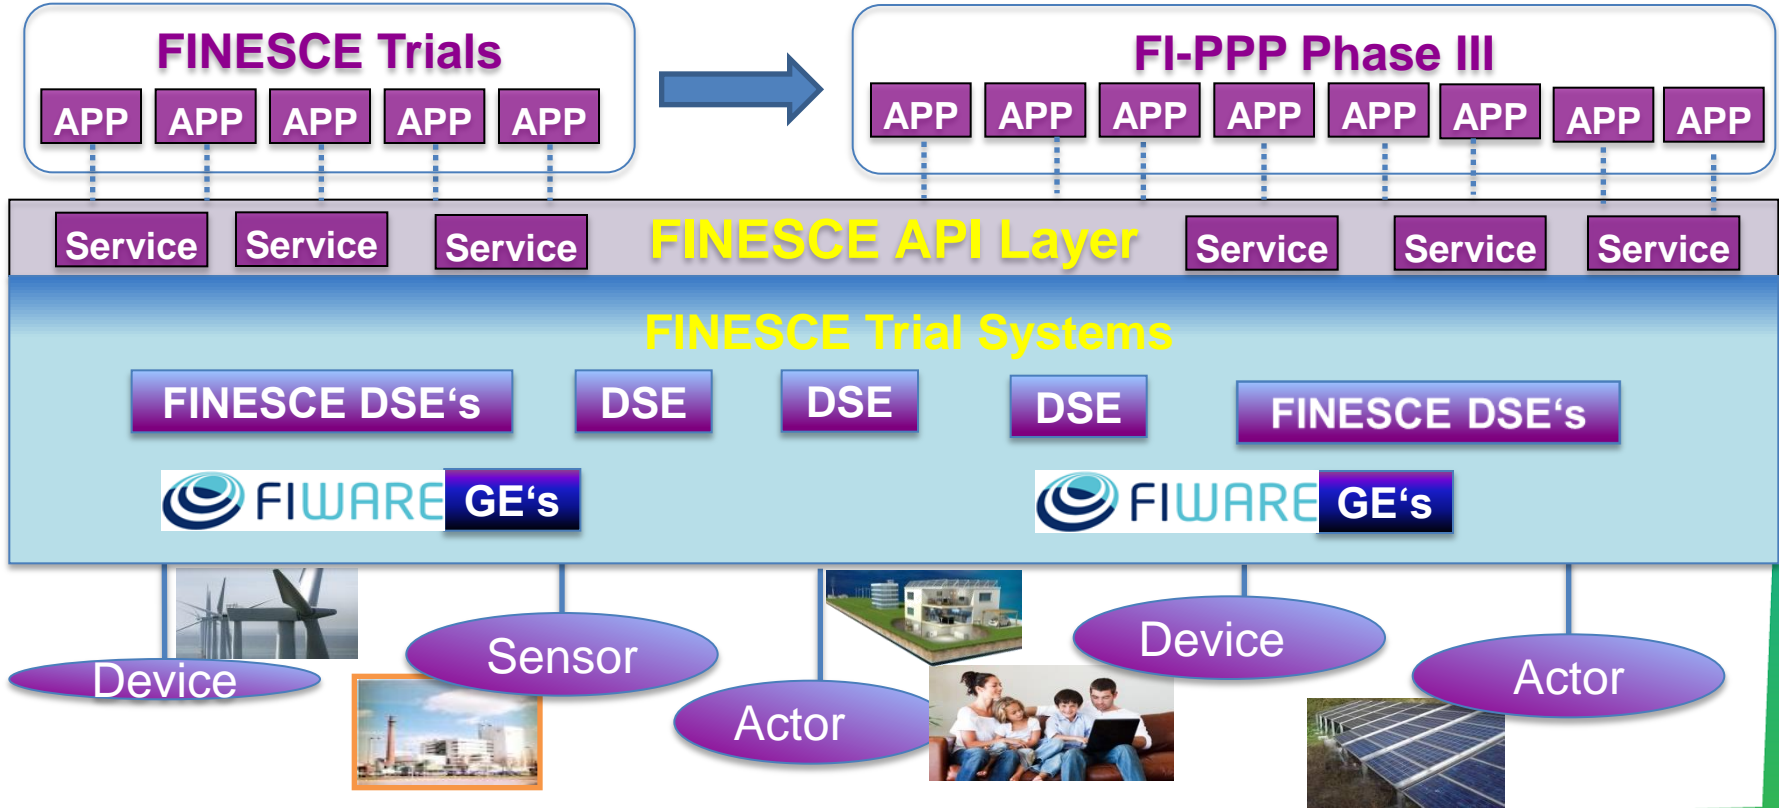 FINESCE Trials
FI-PPP Phase III
APP APP APP APP APP
APP APP APP APP APP APP APP APP
Service Service Service FINESCE API Layer Service Service Service
FINESCE Trial Systems
FINESCE DSE‘s DSE DSE DSE FINESCE DSE‘s
FIWARE GE‘s FIWARE GE‘s
Device Sensor Actor Device Actor